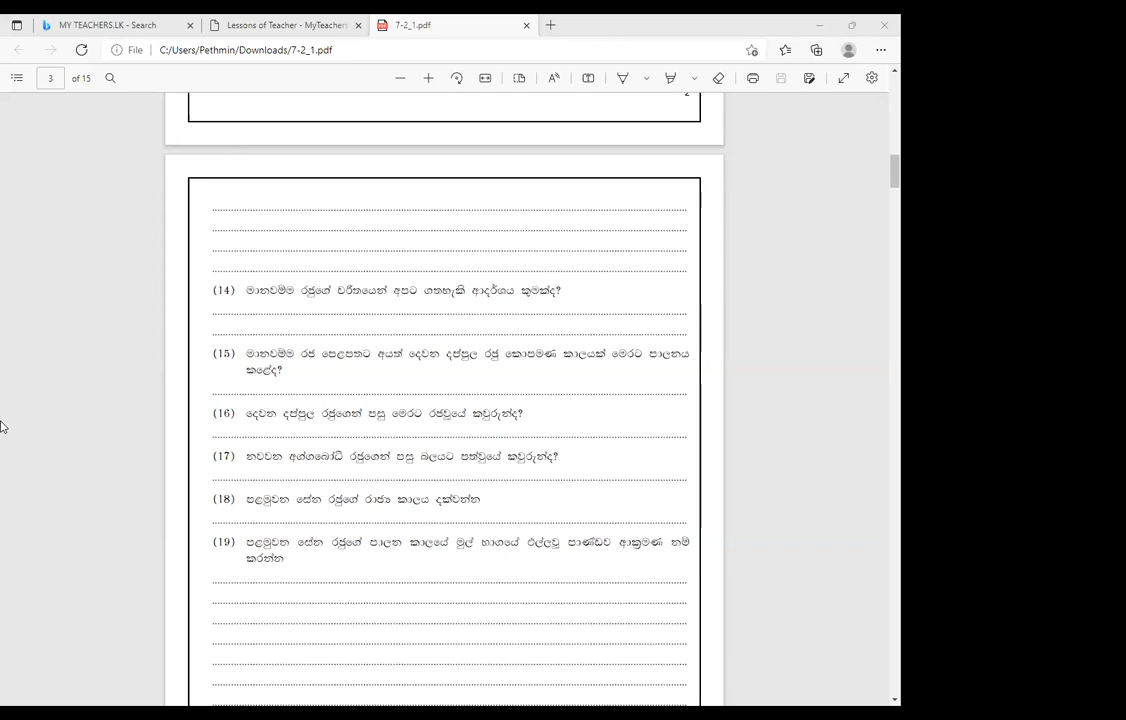 MY TEACHERS.LK - Search
Lessons of Teacher - MyTeachers
7-2_1.pdf
File
C:/Users/Pethmin/Downloads/7-2_1.pdf
3 of 15
2
(14) මානවම්ම රජුගේ චරිතයෙන් අපට ගතහැකි ආදර්ශය කුමක්ද?
(15) මානවම්ම රජ පෙළපතට අයත් දෙවන දප්පුල රජු කොපමණ කාලයක් මෙරට පාලනය
කළේද?
(16) දෙවන දප්පුල රජුගෙන් පසු මෙරට රජවුයේ කවුරුන්ද?
(17) නවවන අග්ගබෝධි රජුගෙන් පසු බලයට පත්වුයේ කවුරුන්ද?
(18) පළමුවන සේන රජුගේ රාජ්‍ය කාලය දක්වන්න
(19) පළමුවන සේන රජුගේ පාලන කාලයේ මුල් භාගයේ එල්ලවු පාණ්ඩව ආක්‍රමණ නම්
කරන්න